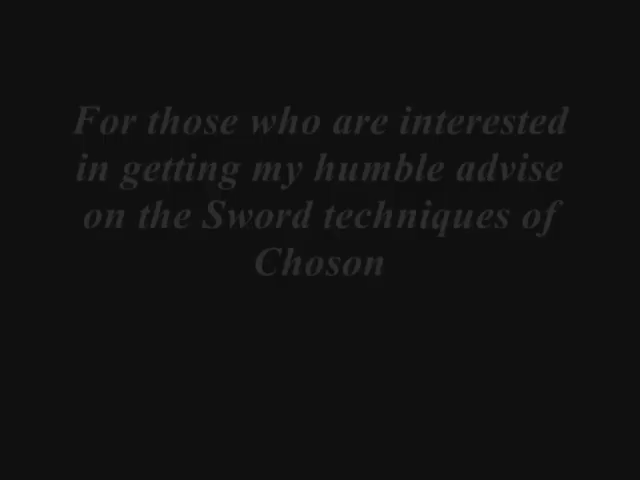 For those who are interested
in getting my humble advise
on the Sword techniques of
Choson